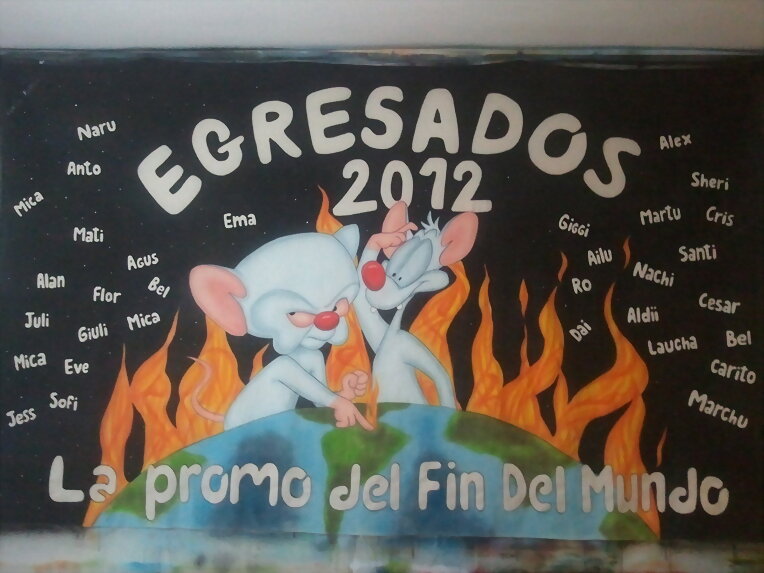 EGRESADOS
2012
Naru
Anto
Mica
Mati
Ema
Agus
Alan
Flor
Bel
Juli
Giuli
Mica
Mica
Eve
Jess
Sofi
Alex
Sheri
Martu
Cris
Giggi
Ailu
Santi
Ro
Nachi
Dai
Aldii
Cesar
Laucha
Bel
Carito
Marchu
La promo del Fin Del Mundo